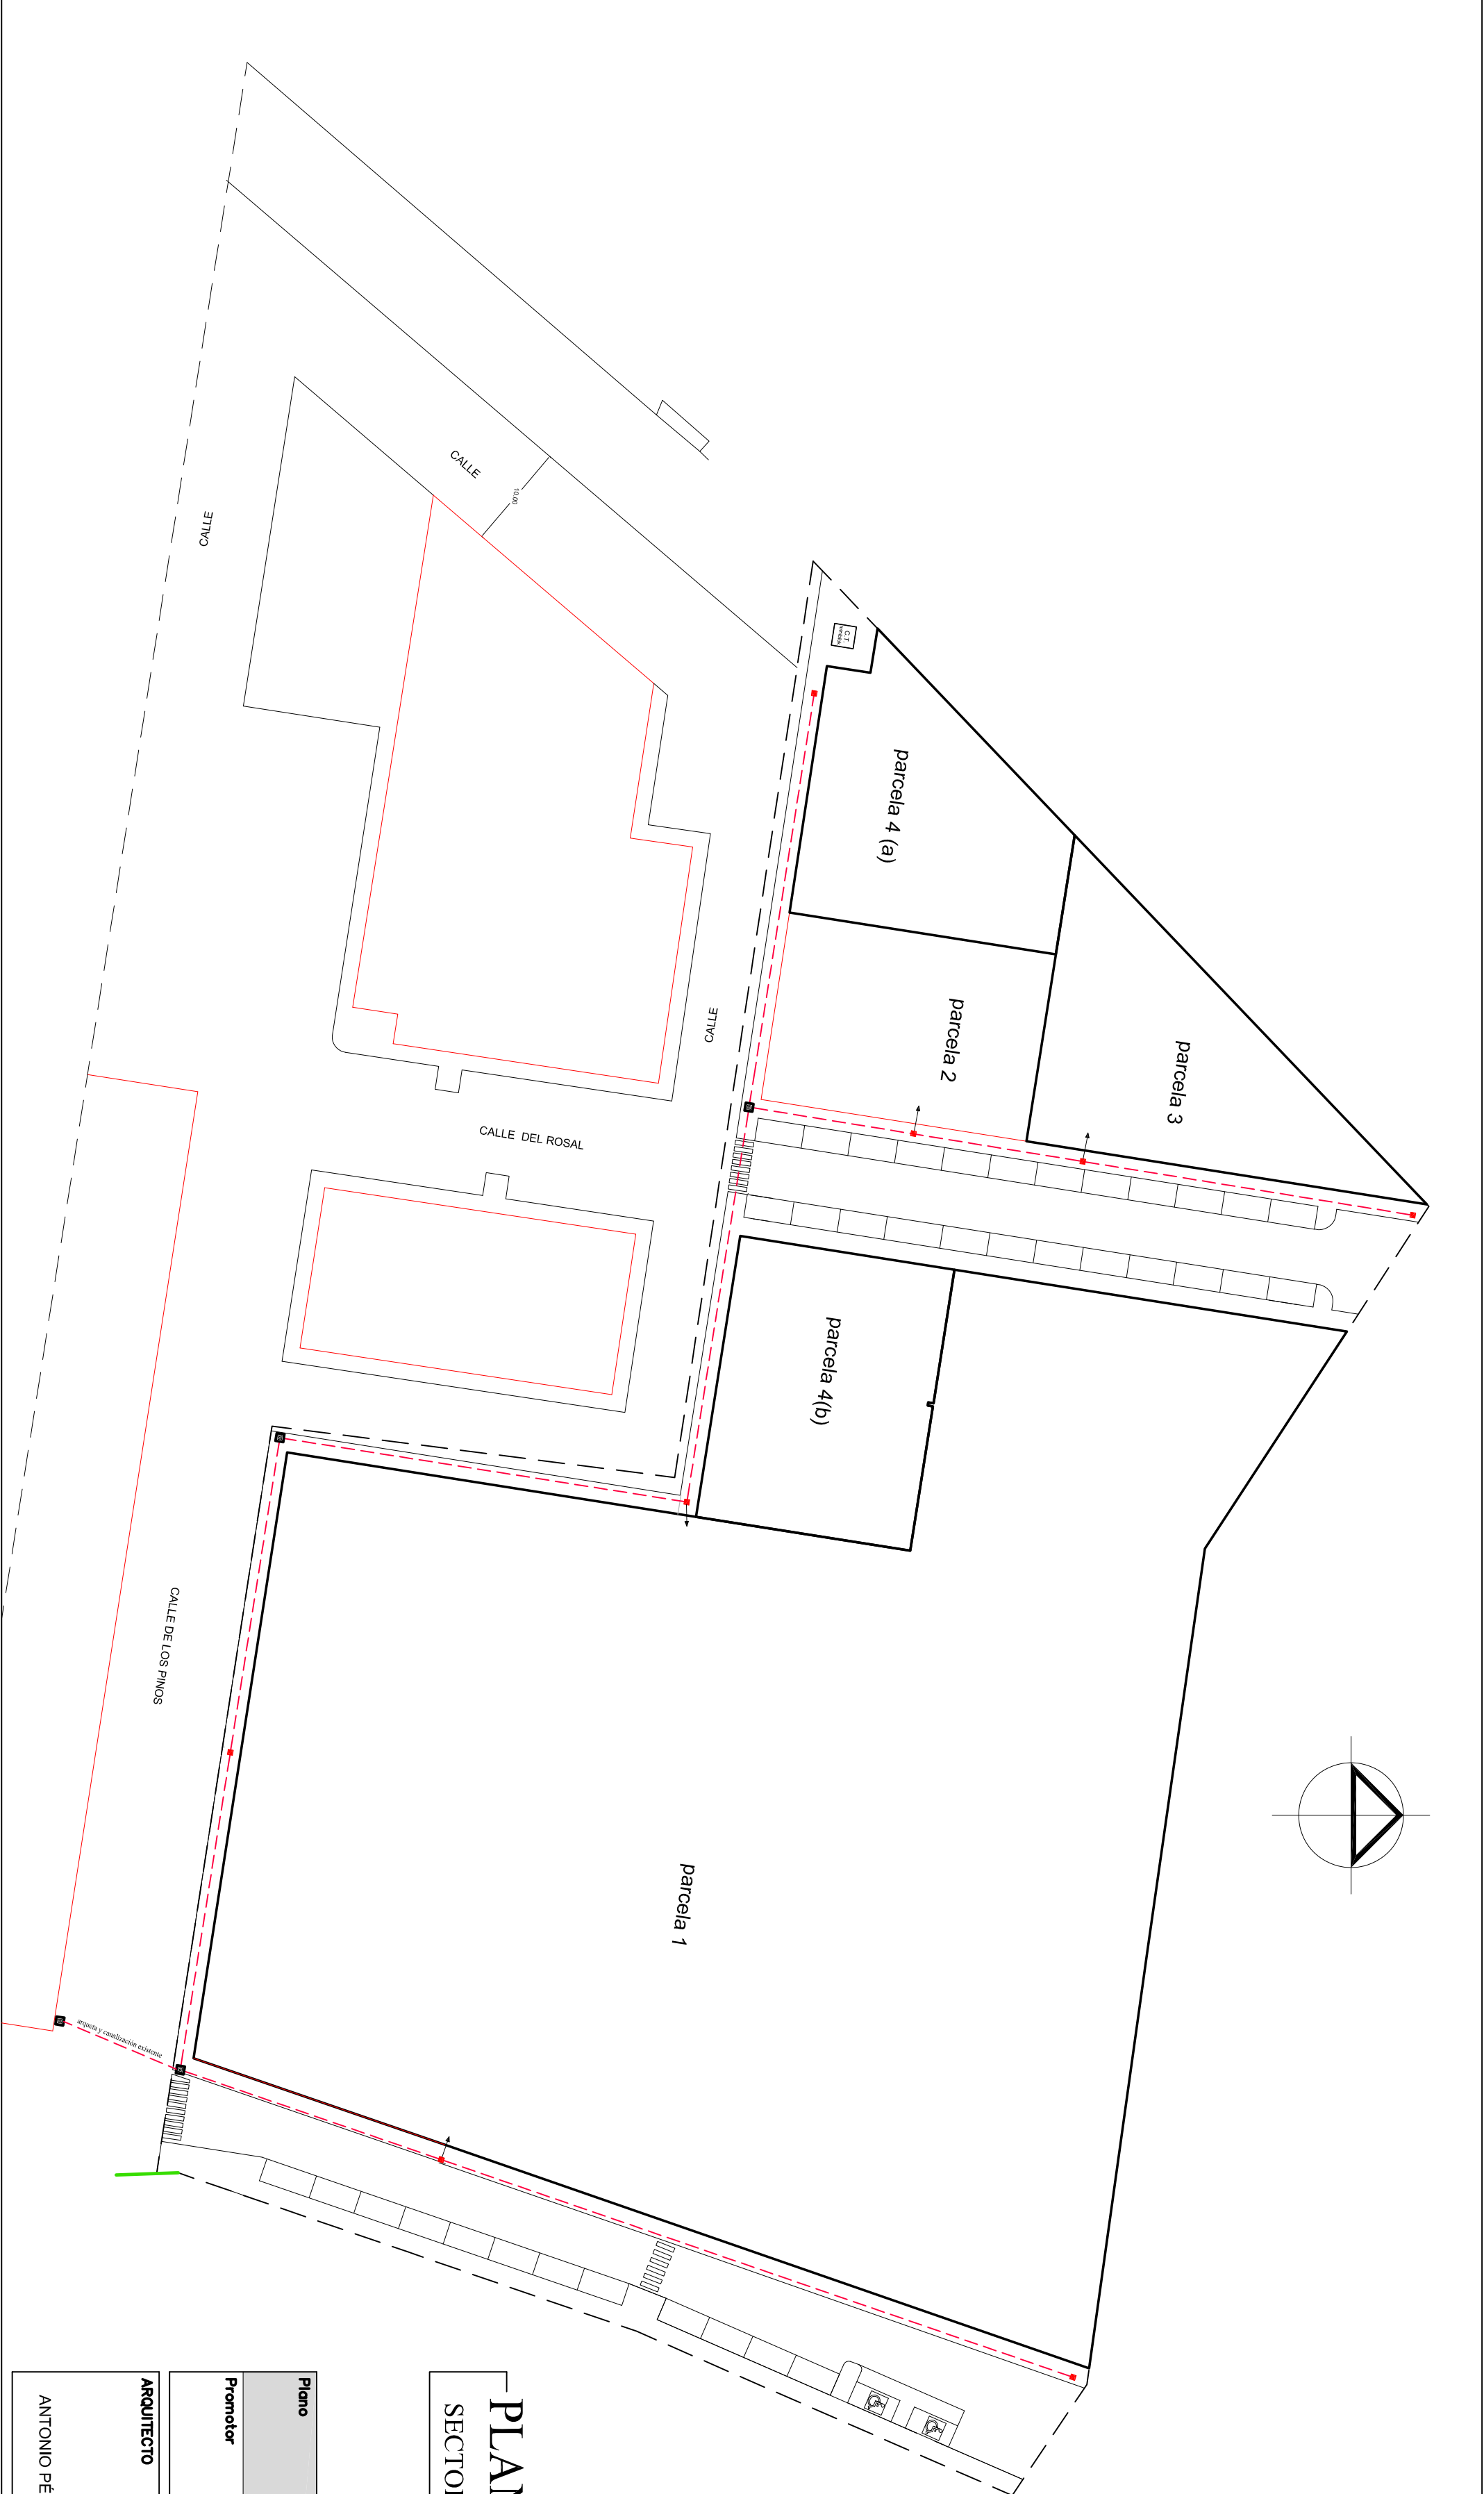 CALLE
10.00
CALLE
C.T.
parcela 4 (a)
parcela 2
parcela 3
CALLE
CALLE DEL ROSAL
parcela 4(b)
CALLE DE LOS PINOS
parcela 1
arqueta y canalización existente
PLAN
SECTOR
Plano
Promotor
ARQUITECTO
ANTONIO PÉ